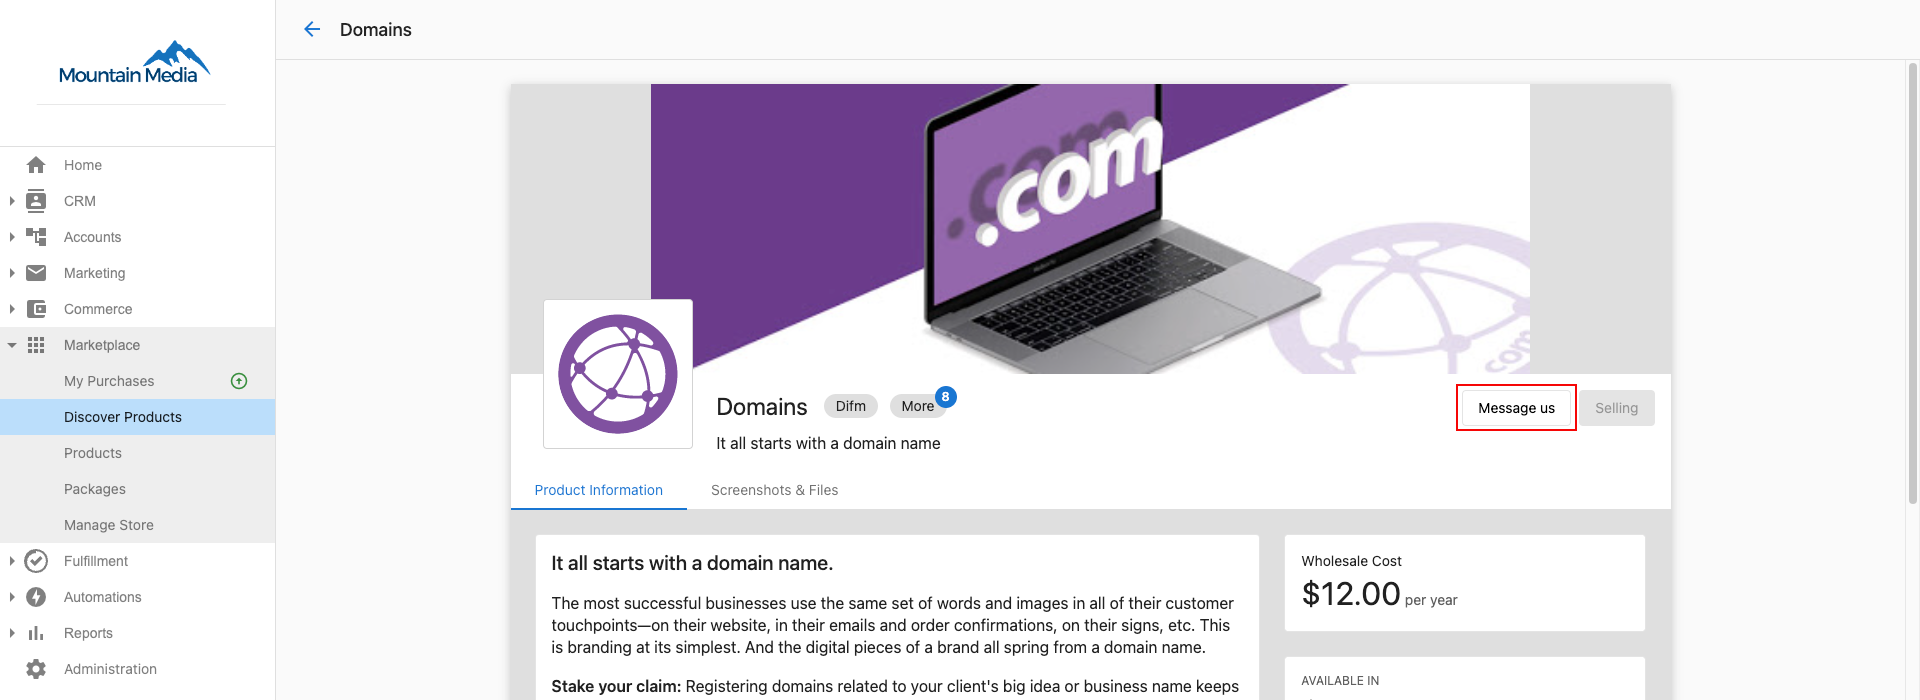 Mountain Media
Home
CRM
Accounts
Marketing
Commerce
Marketplace
My Purchases
Discover Products
Products
Packages
Manage Store
Fulfillment
Automations
Reports
Administration
Domains
.com
com
Domains
Difm
More
8
Message us
Selling
It all starts with a domain name
Product Information
Screenshots & Files
It all starts with a domain name.
The most successful businesses use the same set of words and images in all of their customer
touchpoints—on their website, in their emails and order confirmations, on their signs, etc. This
is branding at its simplest. And the digital pieces of a brand all spring from a domain name.
Stake your claim: Registering domains related to your client's big idea or business name keeps
Wholesale Cost
$12.00 per year
AVAILABLE IN